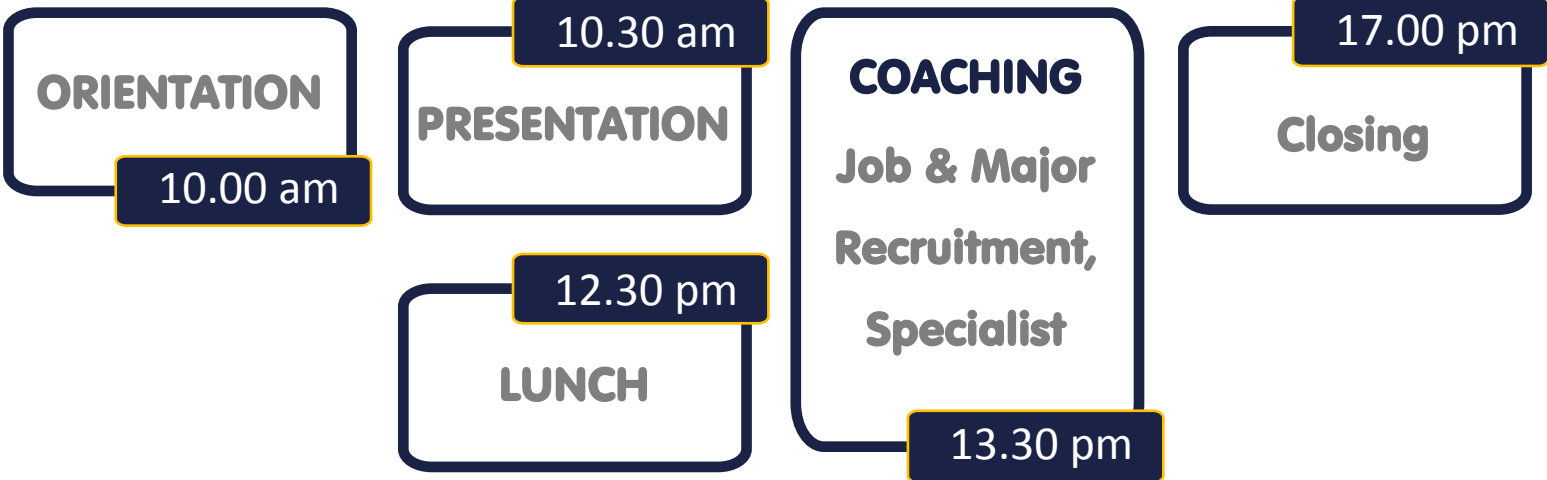 ORIENTATION
10.00 am
10.30 am
PRESENTATION
12.30 pm
LUNCH
COACHING
Job & Major
Recruitment,
Specialist
13.30 pm
17.00 pm
Closing